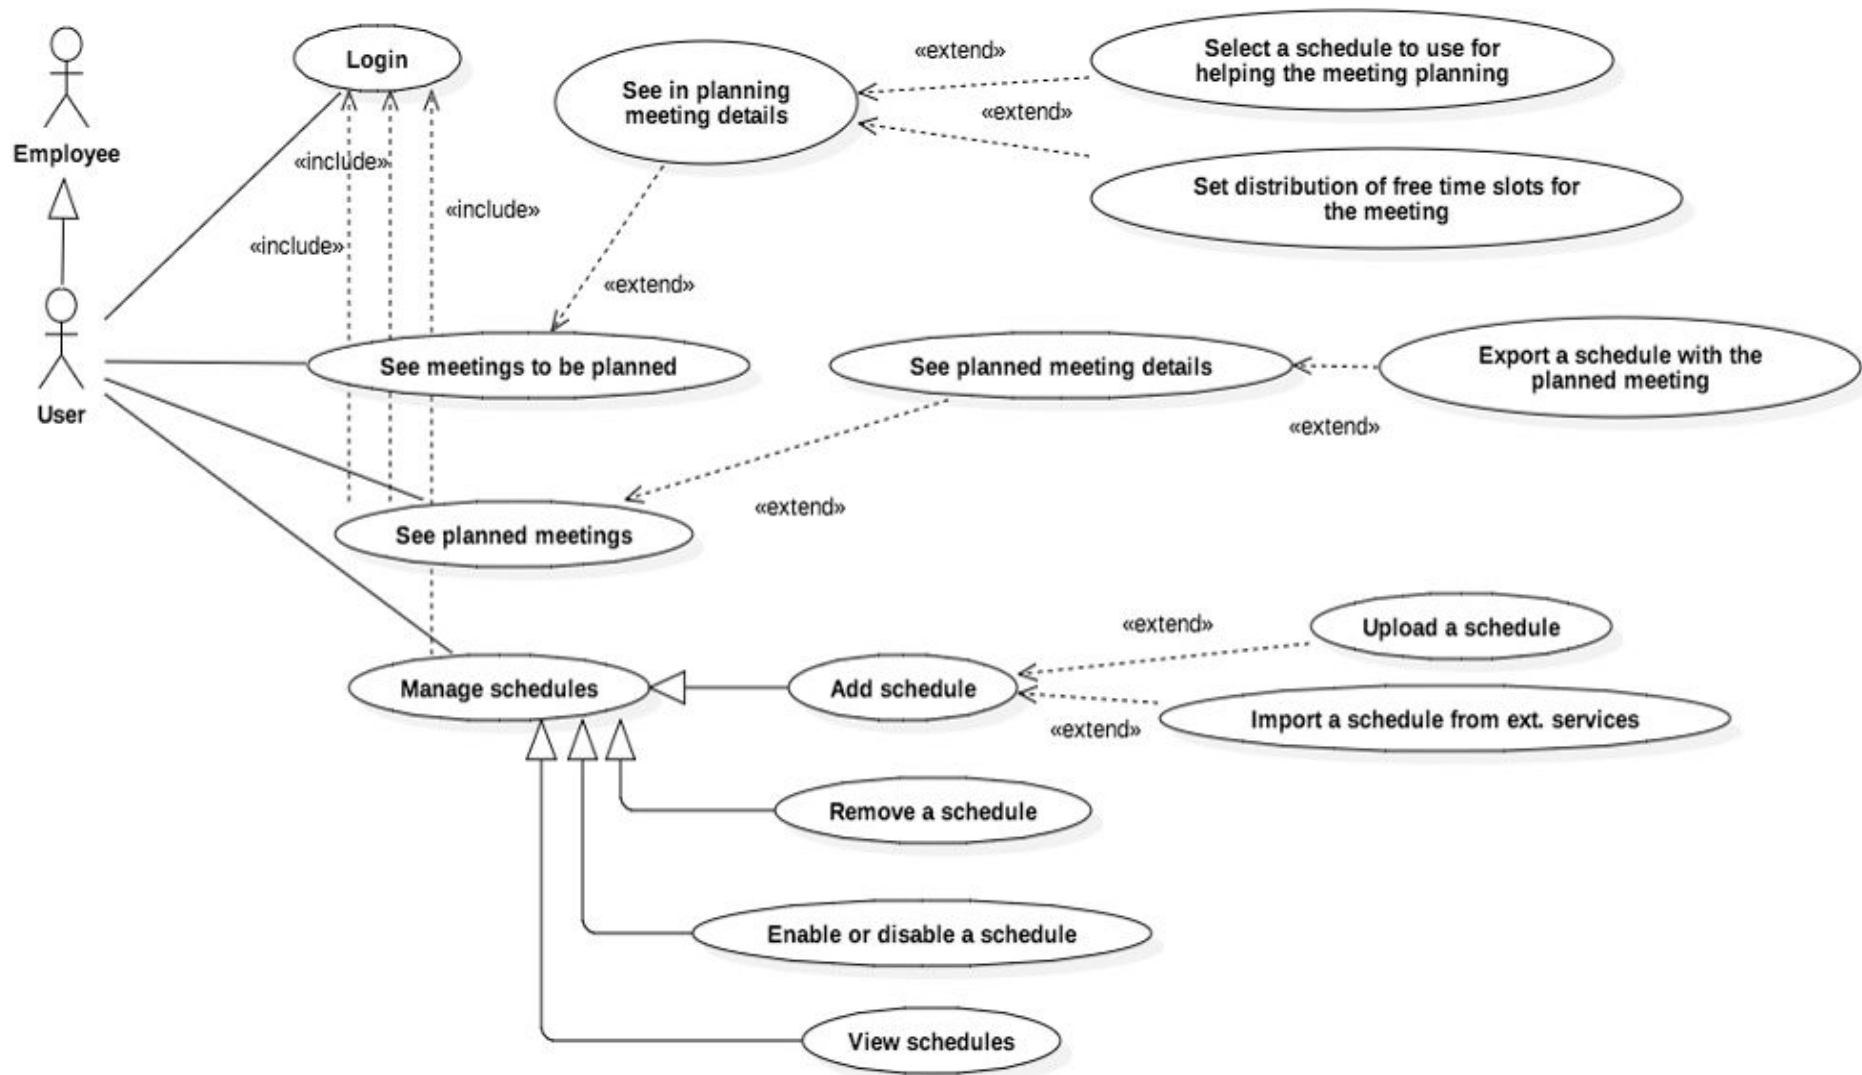 Login
«extend»
Select a schedule to use for
helping the meeting planning
See in planning
meeting details
«extend»
Employee
«include»
«include»
«include»
Set distribution of free time slots for
the meeting
«extend»
See meetings to be planned
See planned meeting details
Export a schedule with the
planned meeting
User
«extend»
«extend»
See planned meetings
«extend»
Upload a schedule
Manage schedules
Add schedule
Import a schedule from ext. services
«extend»
Remove a schedule
Enable or disable a schedule
View schedules